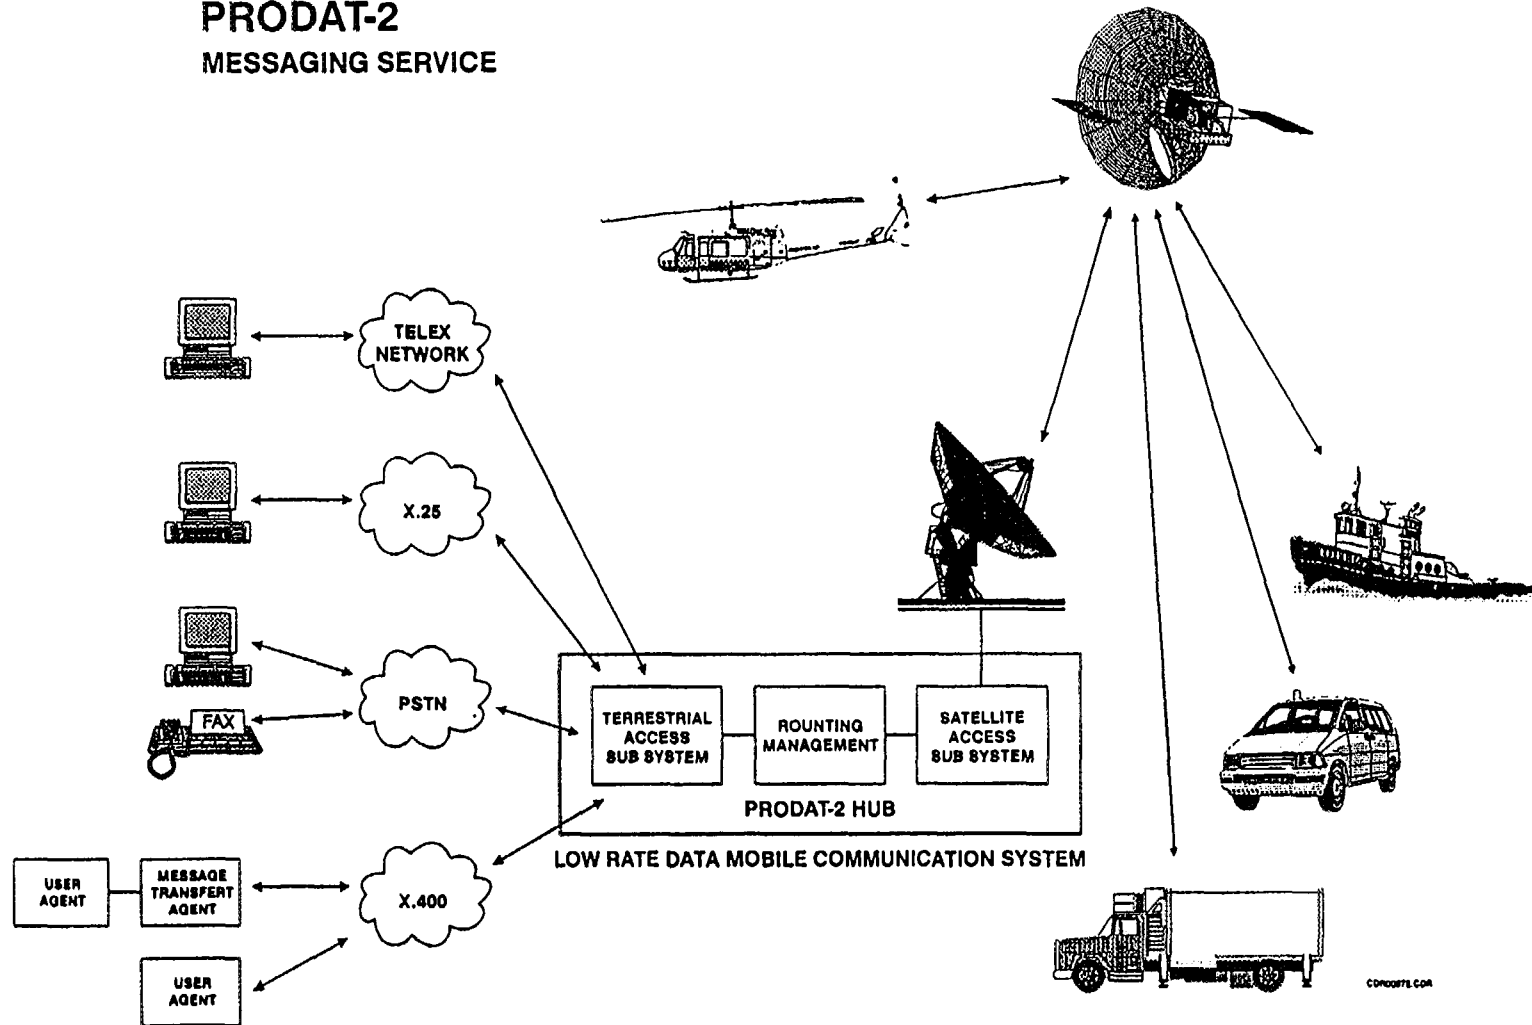 PRODAT-2
MESSAGING SERVICE
TELEX
NETWORK
X.25
PSTN
FAX
TERRESTRIAL
ACCESS
SUB SYSTEM
ROUNTING
MANAGEMENT
SATELLITE
ACCESS
SUB SYSTEM
PRODAT-2 HUB
LOW RATE DATA MOBILE COMMUNICATION SYSTEM
USER
AGENT
MESSAGE
TRANSFERT
AGENT
X.400
USER
AGENT